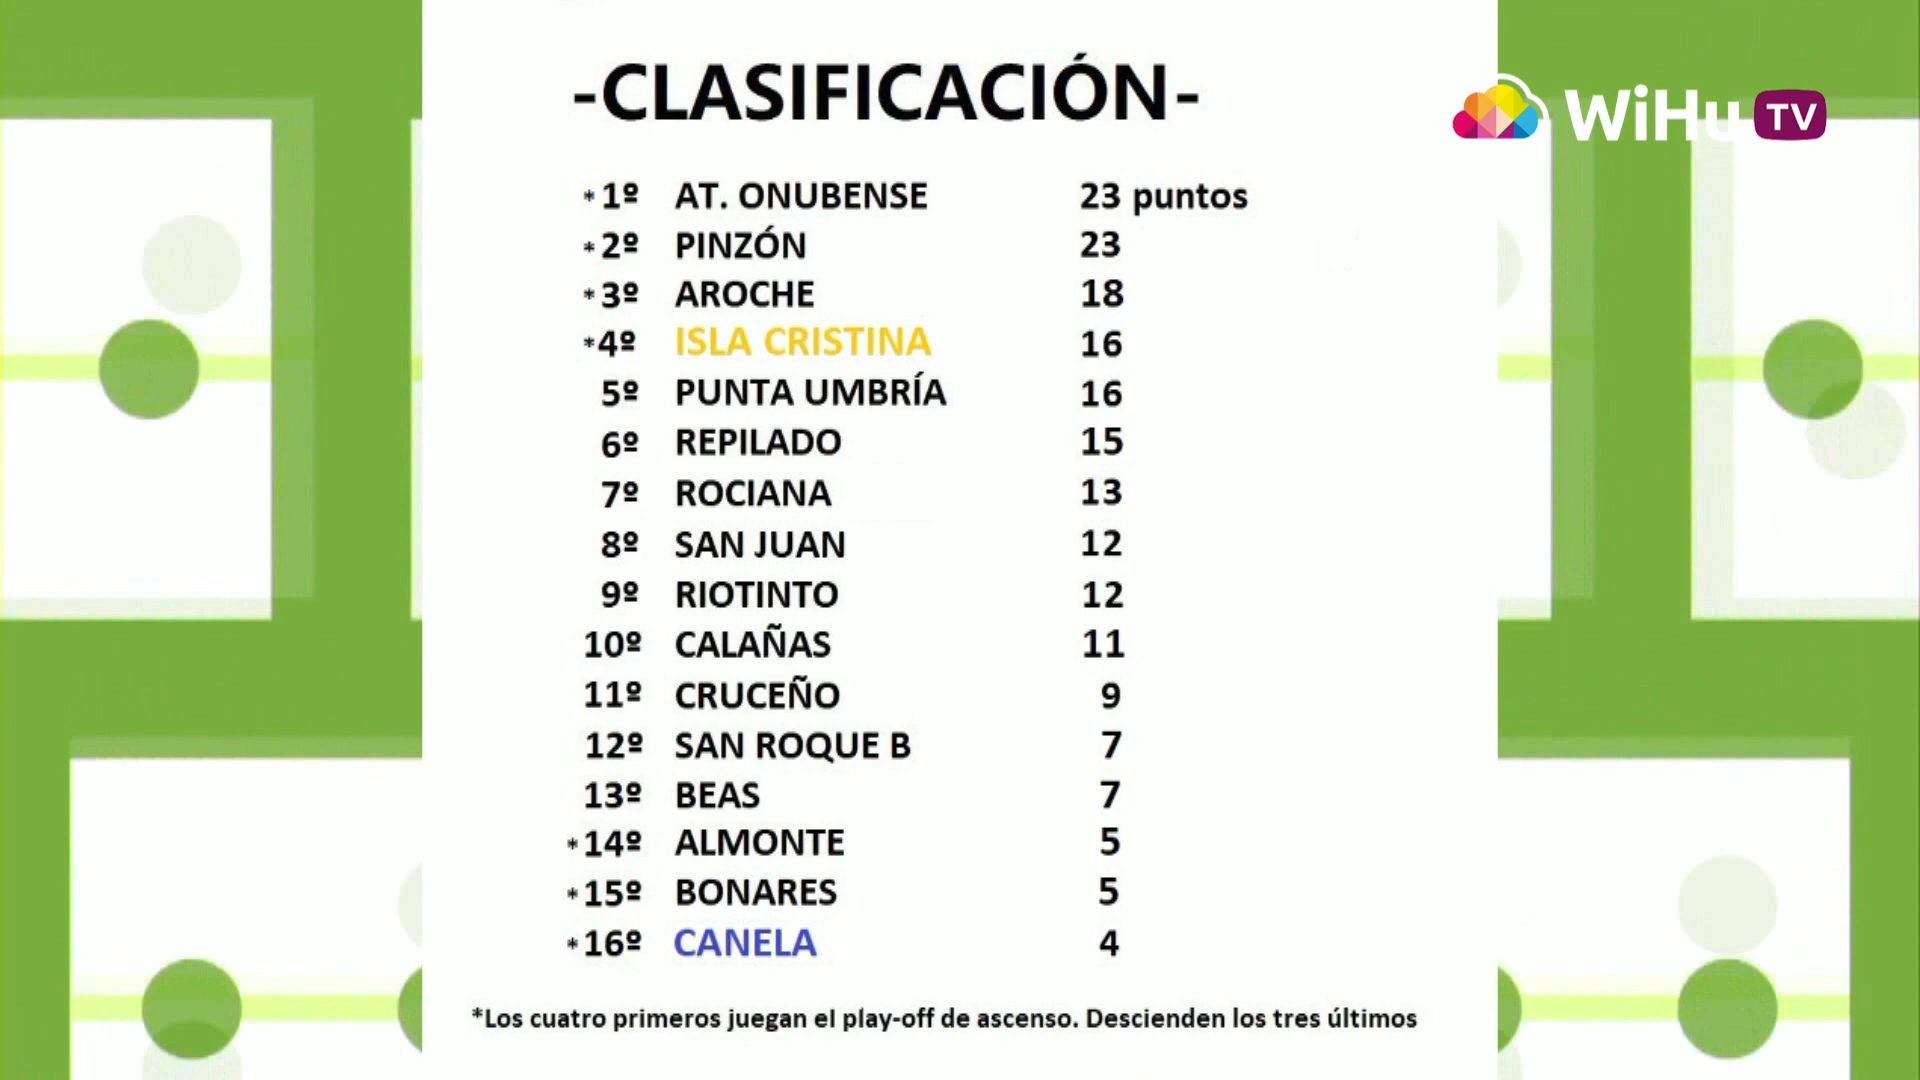 -CLASIFICACIÓN-
WiHu TV
*1º AT. ONUBENSE 23 puntos
*2º PINZÓN 23
*3º AROCHE 18
*4º ISLA CRISTINA 16
5º PUNTA UMBRÍA 16
6º REPILADO 15
7º ROCIANA 13
8º SAN JUAN 12
9º RIOTINTO 12
10º CALAÑAS 11
11º CRUCEÑO 9
12º SAN ROQUE B 7
13º BEAS 7
*14º ALMONTE 5
*15º BONARES 5
*16º CANELA 4
*Los cuatro primeros juegan el play-off de ascenso. Descienden los tres últimos